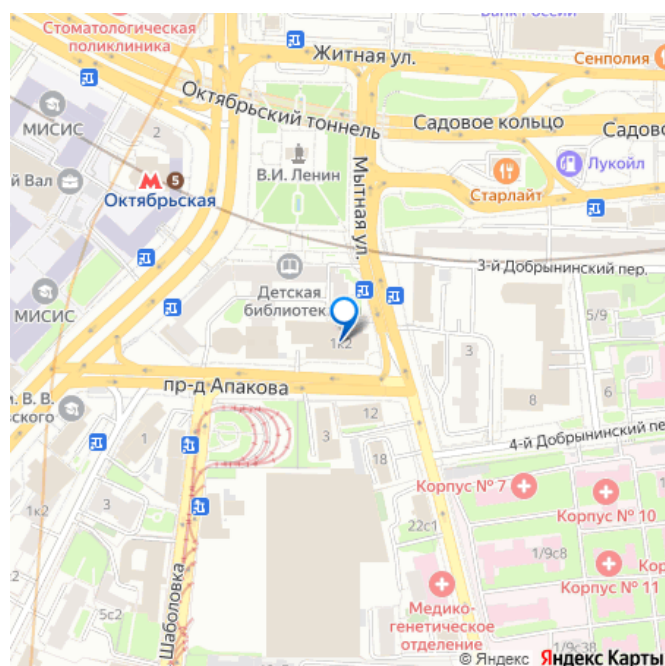 Стоматологическая
поликлиника
Банк России
Житная ул.
Сенполия
МИСИС
2
Октябрьский тоннель
Садовое кольцо
Садово
й Вал
5
Октябрьская
В.И. Ленин
Мытная ул.
Старлайт
Лукойл
3-й Добрынинский пер.
МИСИС
Детская
библиотек
1к2
5/9
пр-д Апакова
8
6
и. В. В.
вского
1
3
12
18
4-й Добрынинский пе
1к2
3
Корпус № 7
Корпус № 10
22с1
1/9с8
Кор
Корпус № 11
5с2
Шаболовка
Медико-
генетическое
отделение
1/9с38
© Яндекс Яндекс Карты